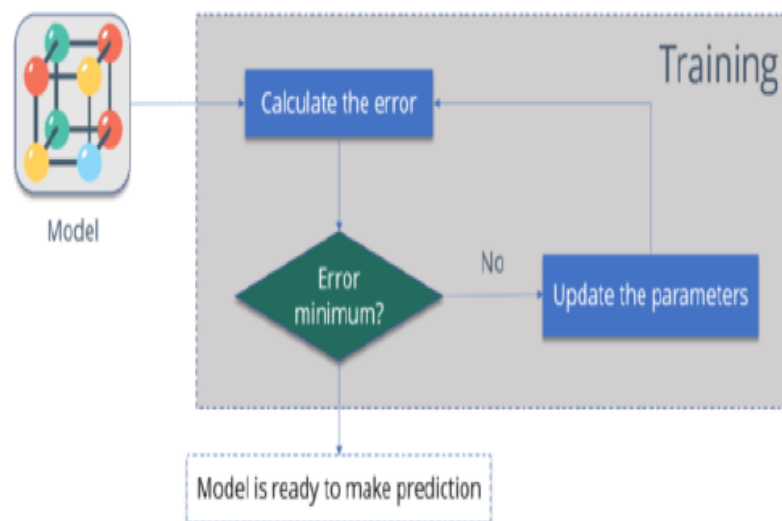 Training
Calculate the error
Model
Error
minimum?
No
Update the parameters
Model is ready to make prediction